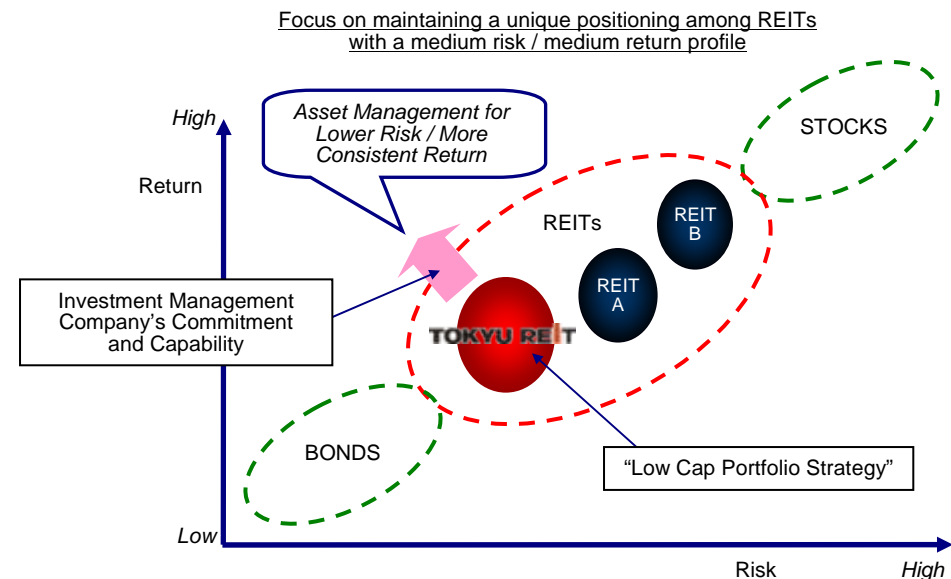 Focus on maintaining a unique positioning among REITs
with a medium risk / medium return profile
High
Asset Management for
Lower Risk / More
Consistent Return
STOCKS
Return
REITs
REIT
B
REIT
A
Investment Management
Company's Commitment
and Capability
TOKYU REIT
BONDS
“Low Cap Portfolio Strategy”
Low
Risk
High